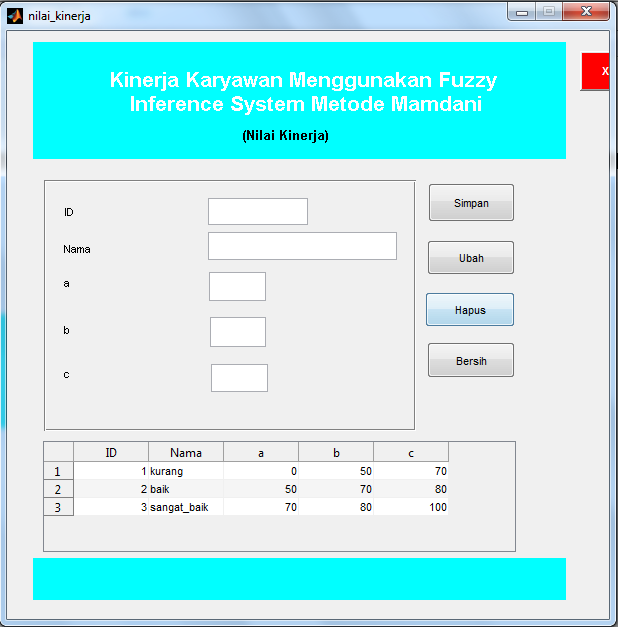 nilai_kinerja
Kinerja Karyawan Menggunakan Fuzzy
Inference System Metode Mamdani
(Nilai Kinerja)
X
ID
Nama
a
b
c
Simpan
Ubah
Hapus
Bersih
ID Nama a b c
1 1 kurang 0 50 70
2 2 baik 50 70 80
3 3 sangat_baik 70 80 100